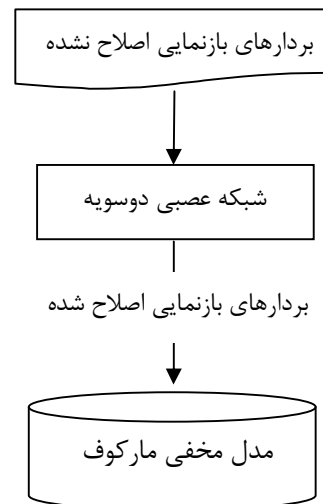 بردارهای بازنمایی اصلاح نشده
شبکه عصبی دوسویه
بردارهای بازنمایی اصلاح شده
مدل مخفی مارکوف